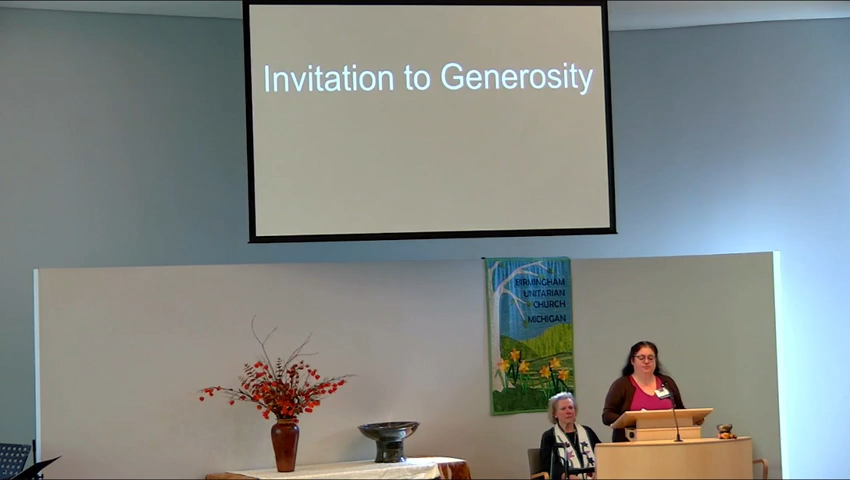 Invitation to Generosity
BIRMINGHAM
UNITARIAN
CHURCH
MICHIGAN